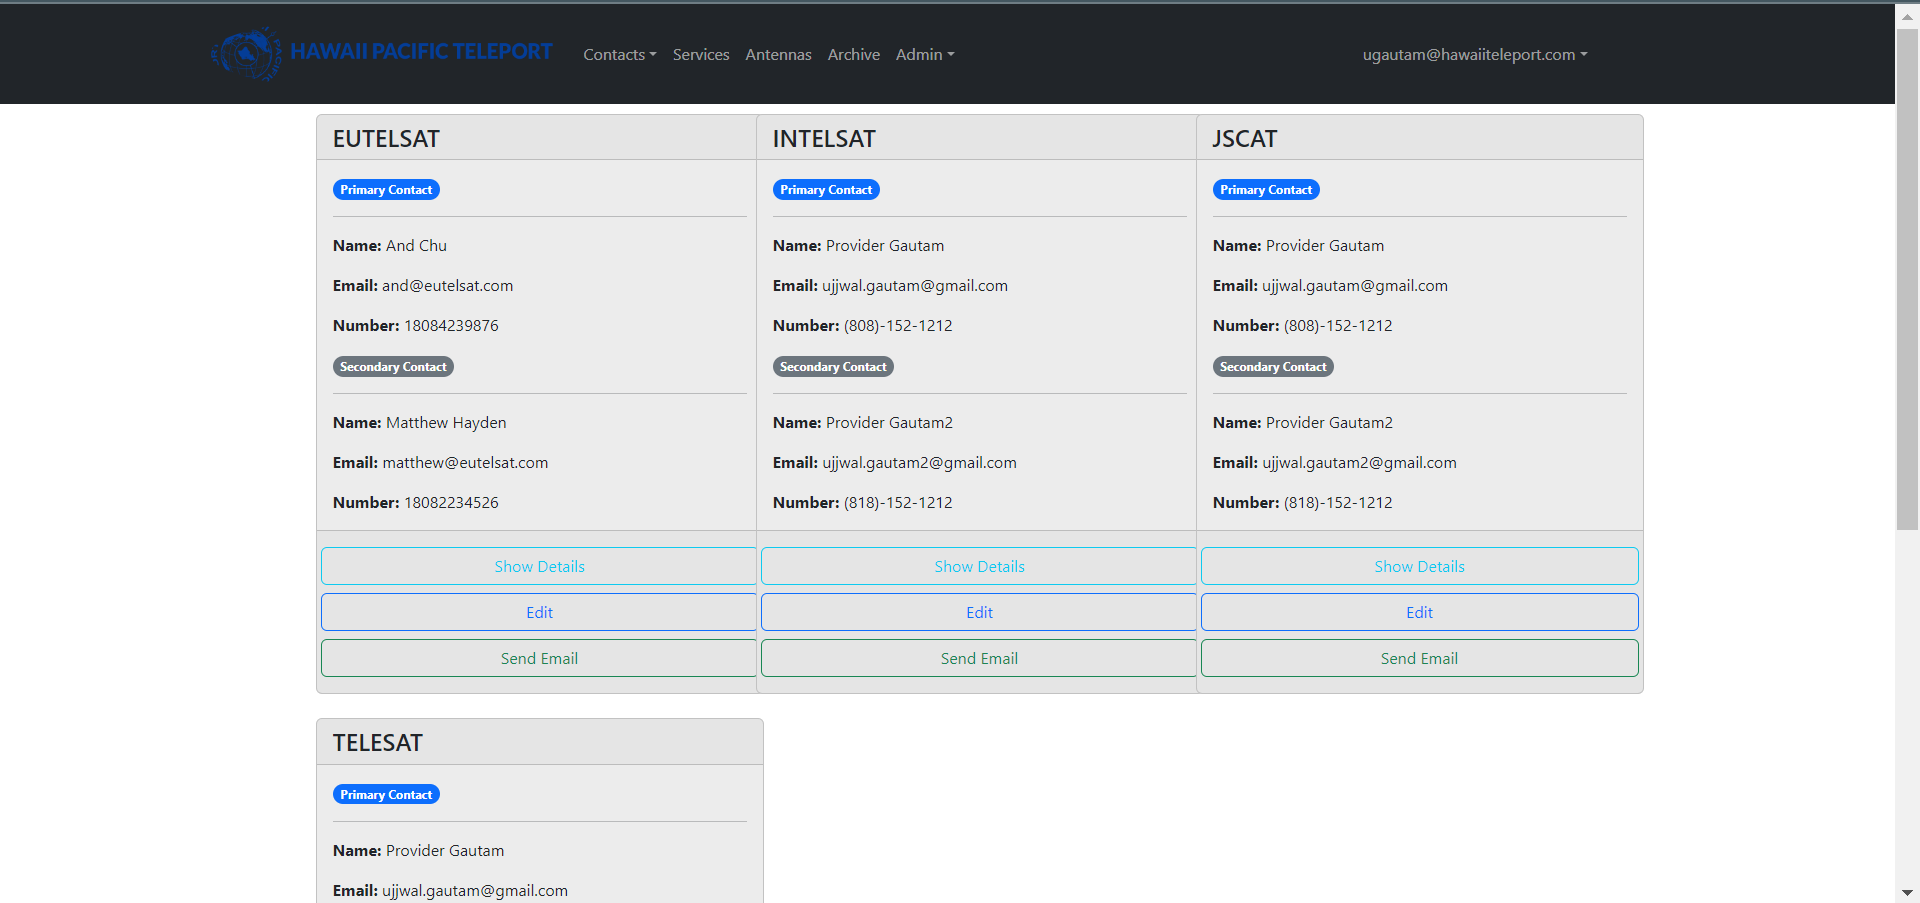 HAWAII PACIFIC TELEPORT Contacts Services Antennas Archive Admin ugautam@hawaiiteleport.com
EUTELSAT
Primary Contact
Name: And Chu
Email: and@eutelsat.com
Number: 18084239876
Secondary Contact
Name: Matthew Hayden
Email: matthew@eutelsat.com
Number: 18082234526
Show Details
Edit
Send Email
INTELSAT
Primary Contact
Name: Provider Gautam
Email: ujjwal.gautam@gmail.com
Number: (808)-152-1212
Secondary Contact
Name: Provider Gautam2
Email: ujjwal.gautam2@gmail.com
Number: (818)-152-1212
Show Details
Edit
Send Email
JSCAT
Primary Contact
Name: Provider Gautam
Email: ujjwal.gautam@gmail.com
Number: (808)-152-1212
Secondary Contact
Name: Provider Gautam2
Email: ujjwal.gautam2@gmail.com
Number: (818)-152-1212
Show Details
Edit
Send Email
TELESAT
Primary Contact
Name: Provider Gautam
Email: ujjwal.gautam@gmail.com